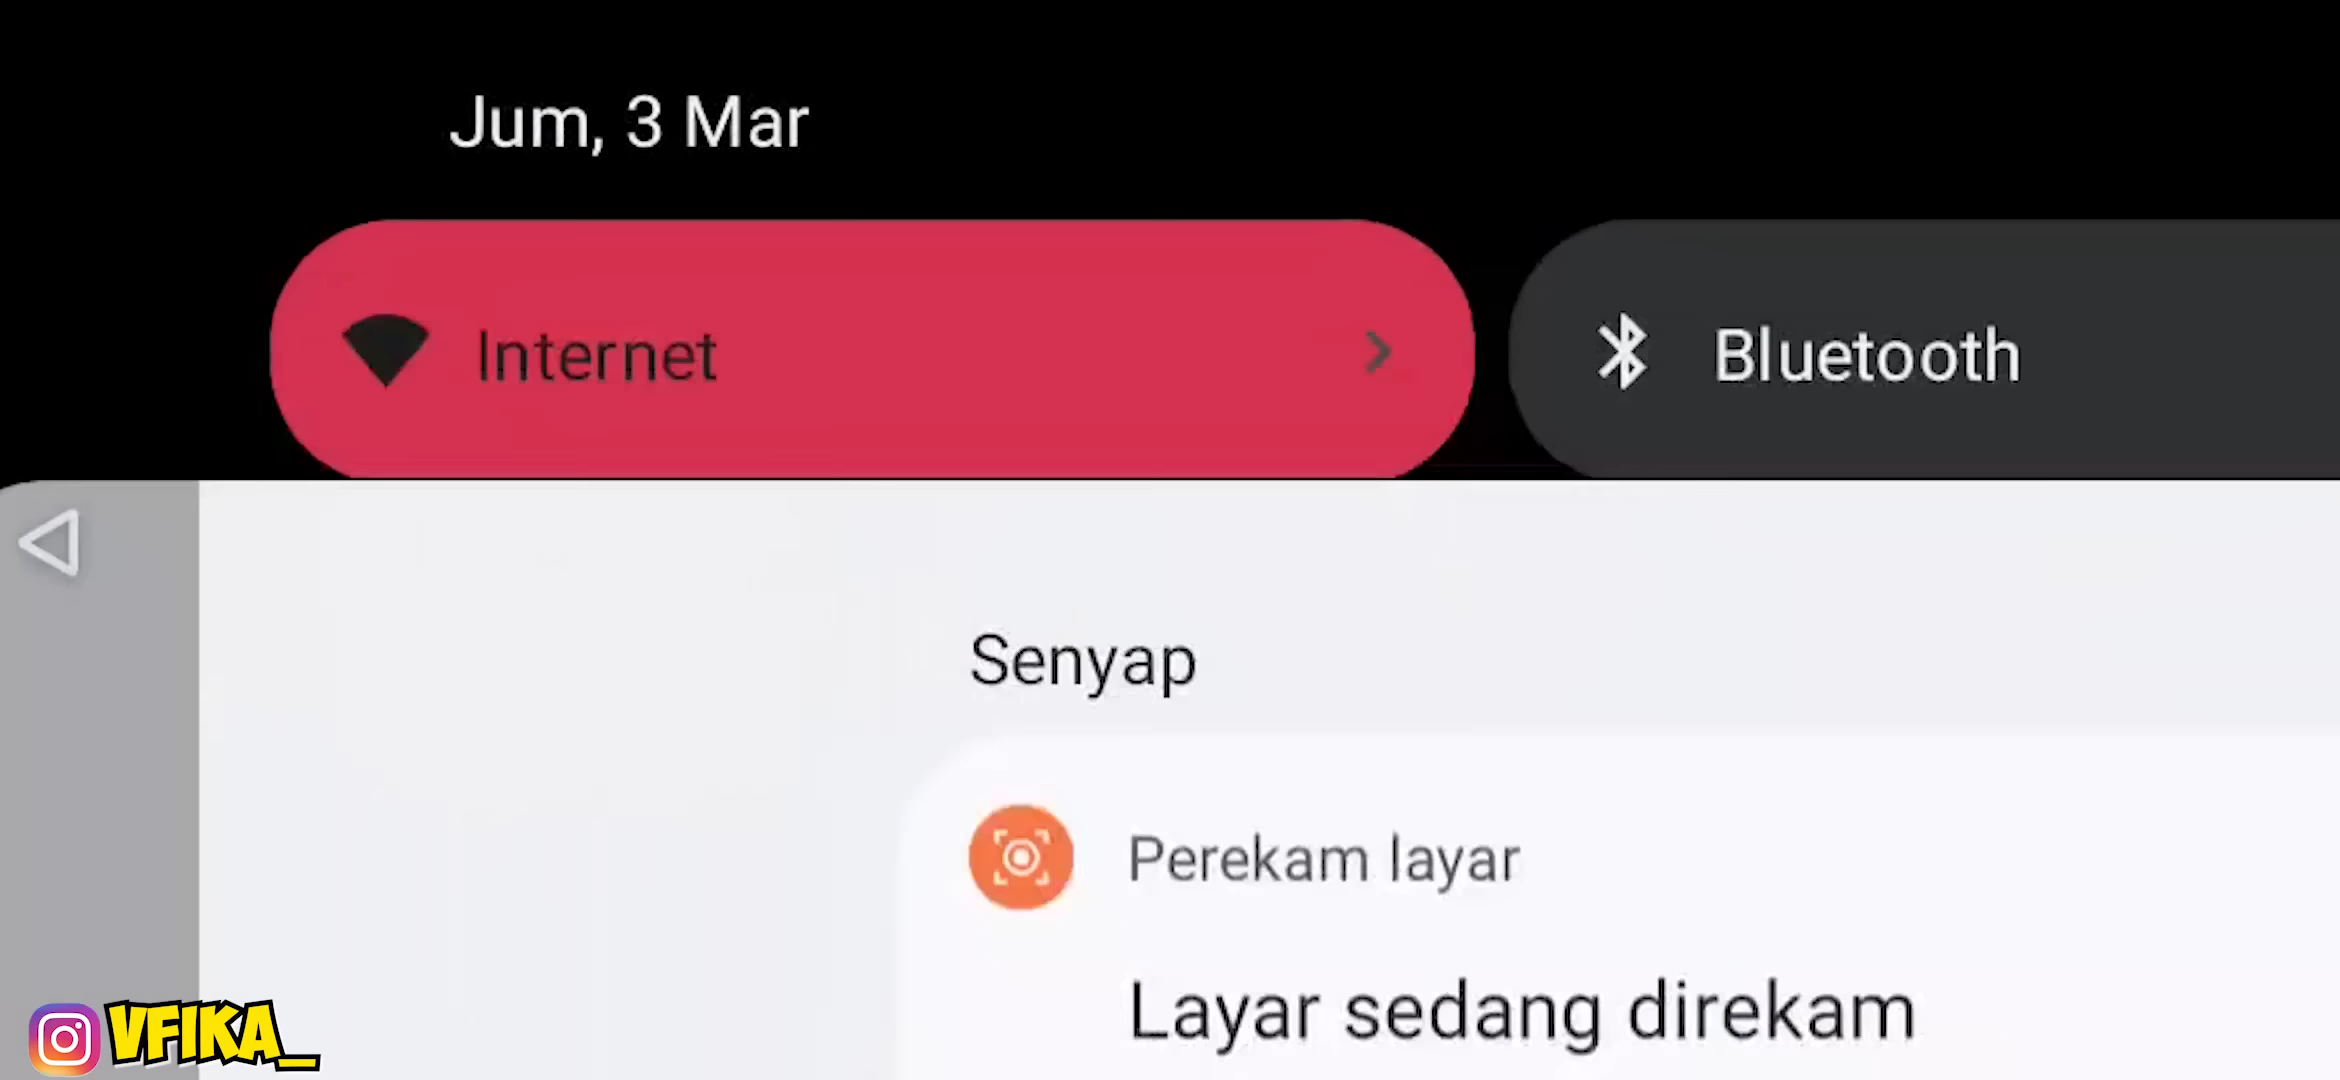 Jum, 3 Mar
Internet
Bluetooth
Senyap
Perekam layar
Layar sedang direkam
VFIKA_